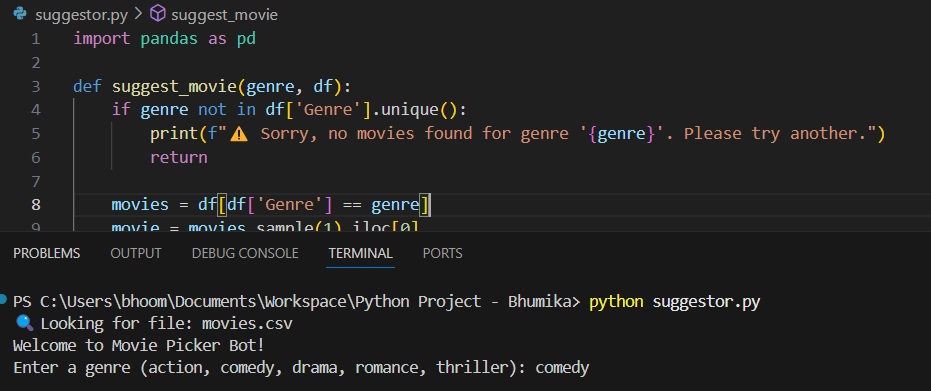 suggestor.py > suggest_movie
1 import pandas as pd
2
3 def suggest_movie(genre, df):
4     if genre not in df['Genre'].unique():
5         print(f"⚠️ Sorry, no movies found for genre '{genre}'. Please try another.")
6         return
7
8     movies = df[df['Genre'] == genre]
9     movie = movies.sample(1).iloc[0]
PROBLEMS OUTPUT DEBUG CONSOLE TERMINAL PORTS
PS C:\Users\bhoom\Documents\Workspace\Python Project - Bhumika> python suggestor.py
🔍 Looking for file: movies.csv
Welcome to Movie Picker Bot!
Enter a genre (action, comedy, drama, romance, thriller): comedy